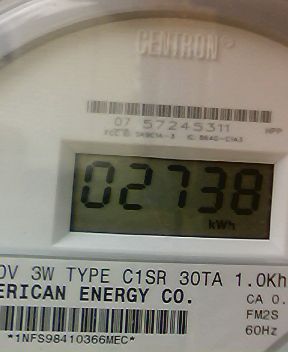 CENTRON®
07 57245311
HPP
02738
kWh
0V 3W TYPE C1SR 30TA 1.0Kh
ERICAN ENERGY CO.
CA 0.
FM2S
60Hz
*1NFS98410366MEC*